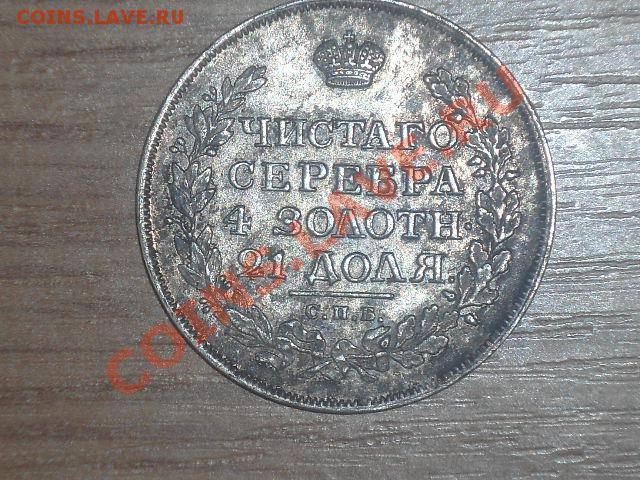 COINS.LAVE.RU
ЧИСТАГО
СЕРЕБРА
4 ЗОЛОТН.
21 ДОЛЯ.
С.П.Б.
COINS.LAVE.RU